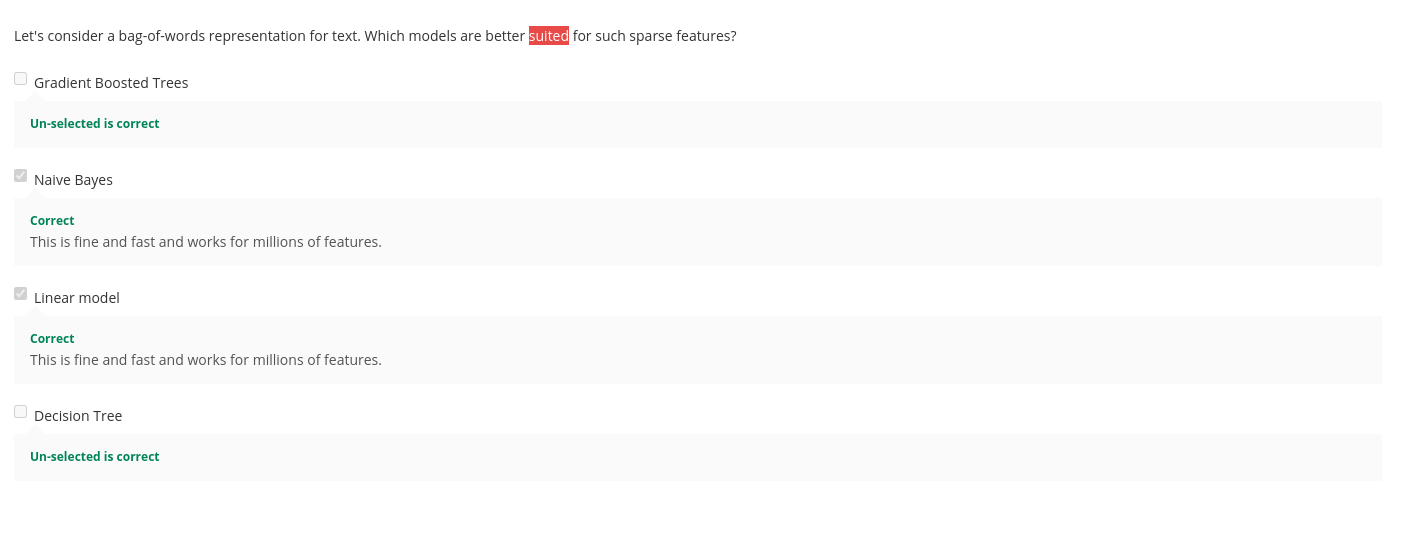 Let's consider a bag-of-words representation for text. Which models are better suited for such sparse features?
Gradient Boosted Trees
Un-selected is correct
Naive Bayes
Correct
This is fine and fast and works for millions of features.
Linear model
Correct
This is fine and fast and works for millions of features.
Decision Tree
Un-selected is correct